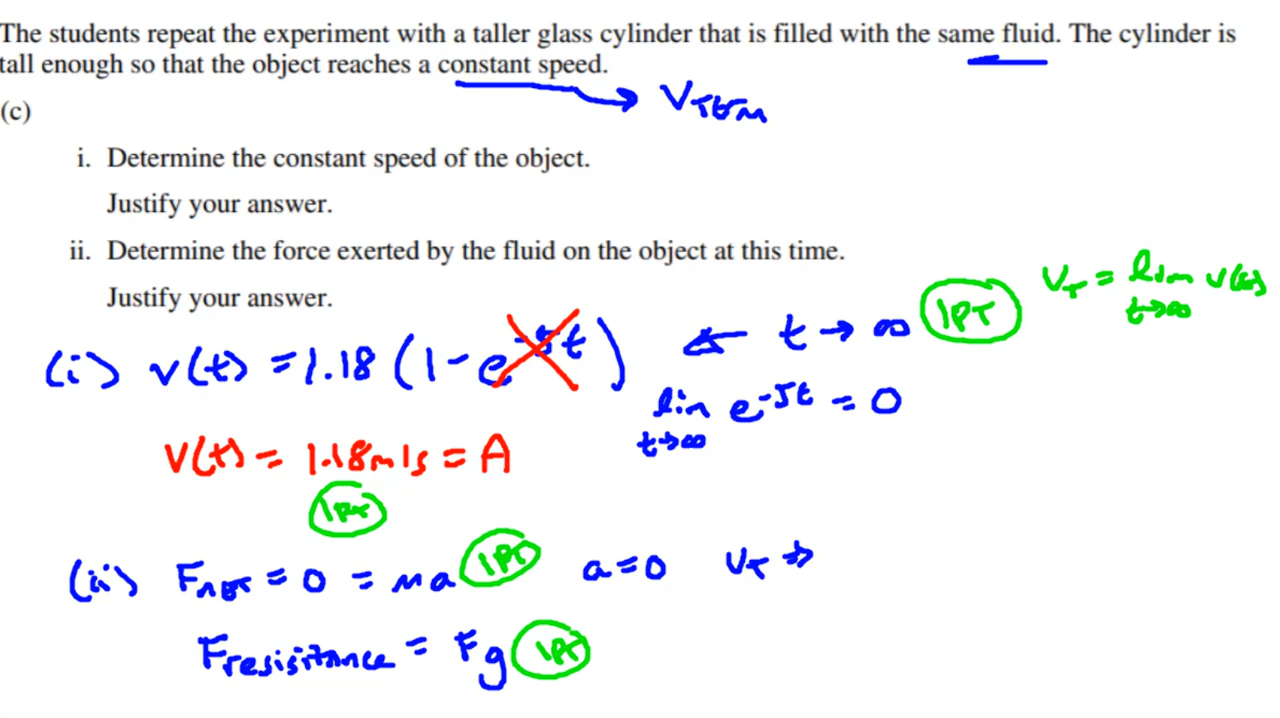 The students repeat the experiment with a taller glass cylinder that is filled with the same fluid. The cylinder is
tall enough so that the object reaches a constant speed.
VTERM
(c)
i. Determine the constant speed of the object.
Justify your answer.
ii. Determine the force exerted by the fluid on the object at this time.
Justify your answer.
VT = lim v(t)
t→∞
(i) v(t) = 1.18 (1 - e^-5t) ← t → ∞ 1PT
lim e^-5t = 0
t→∞
v(t) = 1.18 m/s = A
1PT
(ii) Fnet = 0 = ma 1PT a = 0 VT ⇒
Fresisitance = Fg 1PT